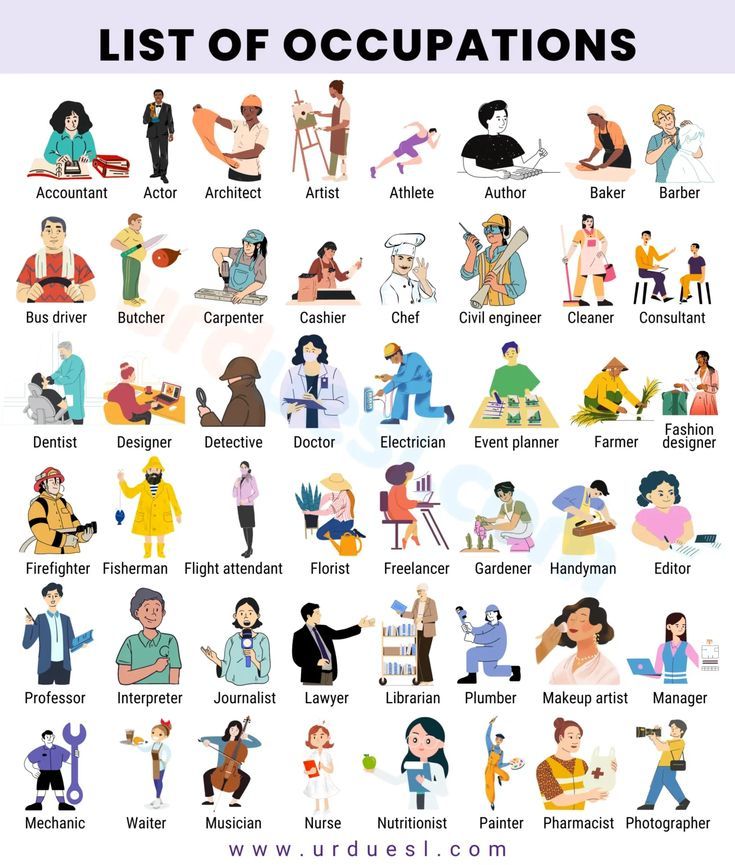 LIST OF OCCUPATIONS
Accountant Actor Architect Artist Athlete Author Baker Barber
Bus driver Butcher Carpenter Cashier Chef Civil engineer Cleaner Consultant
Dentist Designer Detective Doctor Electrician Event planner Farmer Fashion designer
Firefighter Fisherman Flight attendant Florist Freelancer Gardener Handyman Editor
Professor Interpreter Journalist Lawyer Librarian Plumber Makeup artist Manager
Mechanic Waiter Musician Nurse Nutritionist Painter Pharmacist Photographer
www.urduesl.com
urduesl.com